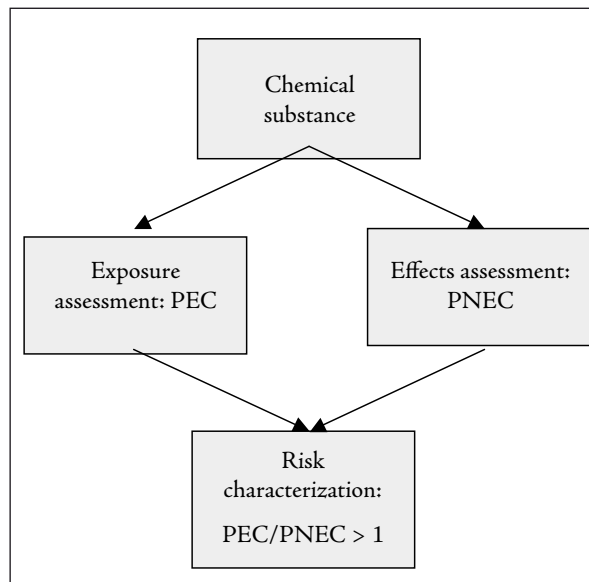 Chemical
substance
Exposure
assessment: PEC
Effects assessment:
PNEC
Risk
characterization:
PEC/PNEC > 1